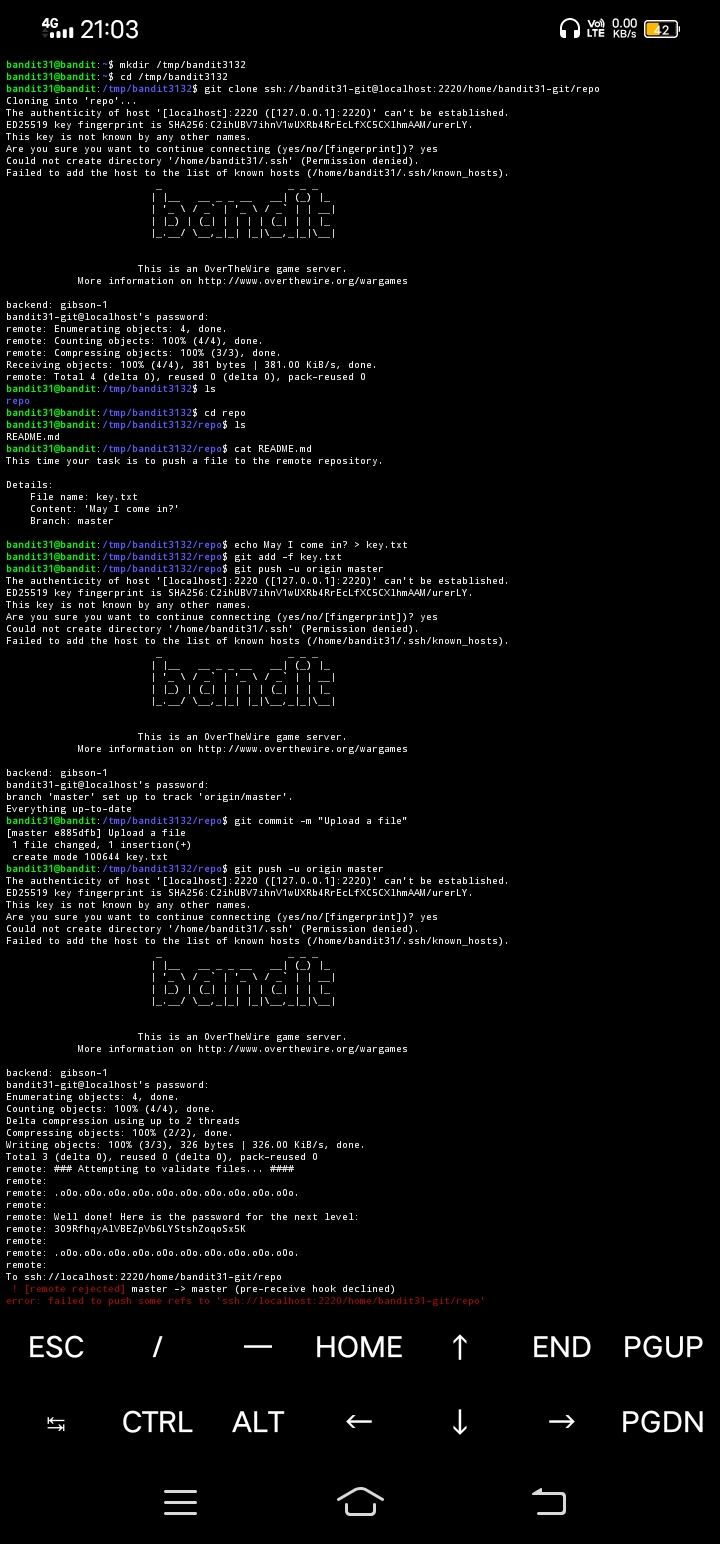 4G 21:03 Vo) LTE 0.00 KB/s 42
bandit31@bandit:~$ mkdir /tmp/bandit3132
bandit31@bandit:~$ cd /tmp/bandit3132
bandit31@bandit:/tmp/bandit3132$ git clone ssh://bandit31-git@localhost:2220/home/bandit31-git/repo
Cloning into 'repo'...
The authenticity of host '[localhost]:2220 ([127.0.0.1]:2220)' can't be established.
ED25519 key fingerprint is SHA256:C2ihUBV7ihnV1wUXRb4RrEcLfXC5CXlhmAAM/urerLY.
This key is not known by any other names.
Are you sure you want to continue connecting (yes/no/[fingerprint])? yes
Could not create directory '/home/bandit31/.ssh' (Permission denied).
Failed to add the host to the list of known hosts (/home/bandit31/.ssh/known_hosts).
bandit
This is an OverTheWire game server.
More information on http://www.overthewire.org/wargames
backend: gibson-1
bandit31-git@localhost's password:
remote: Enumerating objects: 4, done.
remote: Counting objects: 100% (4/4), done.
remote: Compressing objects: 100% (3/3), done.
Receiving objects: 100% (4/4), 381 bytes | 381.00 KiB/s, done.
remote: Total 4 (delta 0), reused 0 (delta 0), pack-reused 0
bandit31@bandit:/tmp/bandit3132$ ls
repo
bandit31@bandit:/tmp/bandit3132$ cd repo
bandit31@bandit:/tmp/bandit3132/repo$ ls
README.md
bandit31@bandit:/tmp/bandit3132/repo$ cat README.md
This time your task is to push a file to the remote repository.
Details:
File name: key.txt
Content: 'May I come in?'
Branch: master
bandit31@bandit:/tmp/bandit3132/repo$ echo May I come in? > key.txt
bandit31@bandit:/tmp/bandit3132/repo$ git add -f key.txt
bandit31@bandit:/tmp/bandit3132/repo$ git push -u origin master
The authenticity of host '[localhost]:2220 ([127.0.0.1]:2220)' can't be established.
ED25519 key fingerprint is SHA256:C2ihUBV7ihnV1wUXRb4RrEcLfXC5CXlhmAAM/urerLY.
This key is not known by any other names.
Are you sure you want to continue connecting (yes/no/[fingerprint])? yes
Could not create directory '/home/bandit31/.ssh' (Permission denied).
Failed to add the host to the list of known hosts (/home/bandit31/.ssh/known_hosts).
bandit
This is an OverTheWire game server.
More information on http://www.overthewire.org/wargames
backend: gibson-1
bandit31-git@localhost's password:
branch 'master' set up to track 'origin/master'.
Everything up-to-date
bandit31@bandit:/tmp/bandit3132/repo$ git commit -m "Upload a file"
[master e885dfb] Upload a file
1 file changed, 1 insertion(+)
create mode 100644 key.txt
bandit31@bandit:/tmp/bandit3132/repo$ git push -u origin master
The authenticity of host '[localhost]:2220 ([127.0.0.1]:2220)' can't be established.
ED25519 key fingerprint is SHA256:C2ihUBV7ihnV1wUXRb4RrEcLfXC5CXlhmAAM/urerLY.
This key is not known by any other names.
Are you sure you want to continue connecting (yes/no/[fingerprint])? yes
Could not create directory '/home/bandit31/.ssh' (Permission denied).
Failed to add the host to the list of known hosts (/home/bandit31/.ssh/known_hosts).
bandit
This is an OverTheWire game server.
More information on http://www.overthewire.org/wargames
backend: gibson-1
bandit31-git@localhost's password:
Enumerating objects: 4, done.
Counting objects: 100% (4/4), done.
Delta compression using up to 2 threads
Compressing objects: 100% (2/2), done.
Writing objects: 100% (3/3), 326 bytes | 326.00 KiB/s, done.
Total 3 (delta 0), reused 0 (delta 0), pack-reused 0
remote: ### Attempting to validate files... ####
remote:
remote: .oOo.oOo.oOo.oOo.oOo.oOo.oOo.oOo.oOo.oOo.
remote:
remote: Well done! Here is the password for the next level:
remote: 3O9RfhqyAlVBEZpVb6LYStshZoqoSx5K
remote:
remote: .oOo.oOo.oOo.oOo.oOo.oOo.oOo.oOo.oOo.oOo.
remote:
To ssh://localhost:2220/home/bandit31-git/repo
! [remote rejected] master -> master (pre-receive hook declined)
error: failed to push some refs to 'ssh://localhost:2220/home/bandit31-git/repo'
ESC / — HOME ↑ END PGUP
↹ CTRL ALT ← ↓ → PGDN